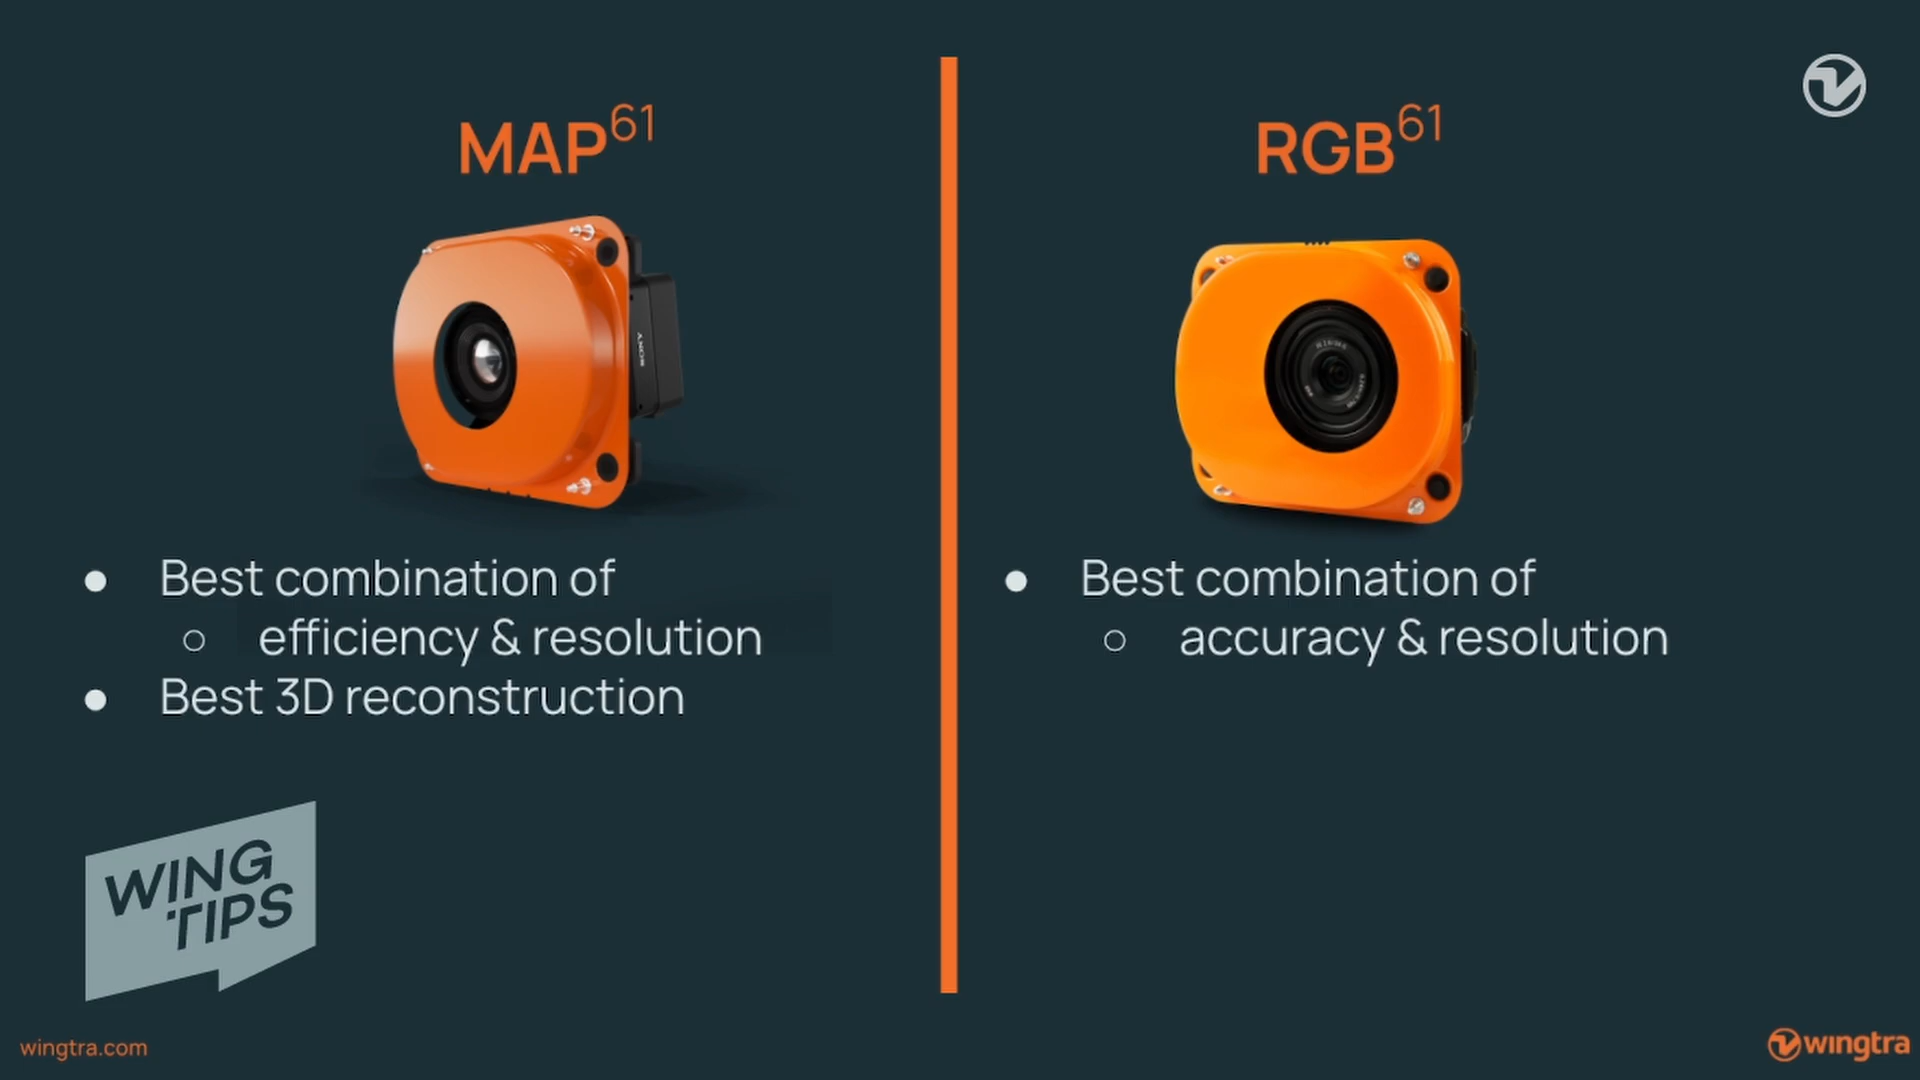 MAP61
SONY
Best combination of
efficiency & resolution
Best 3D reconstruction
RGB61
Best combination of
accuracy & resolution
WING
TIPS
wingtra.com
wingtra